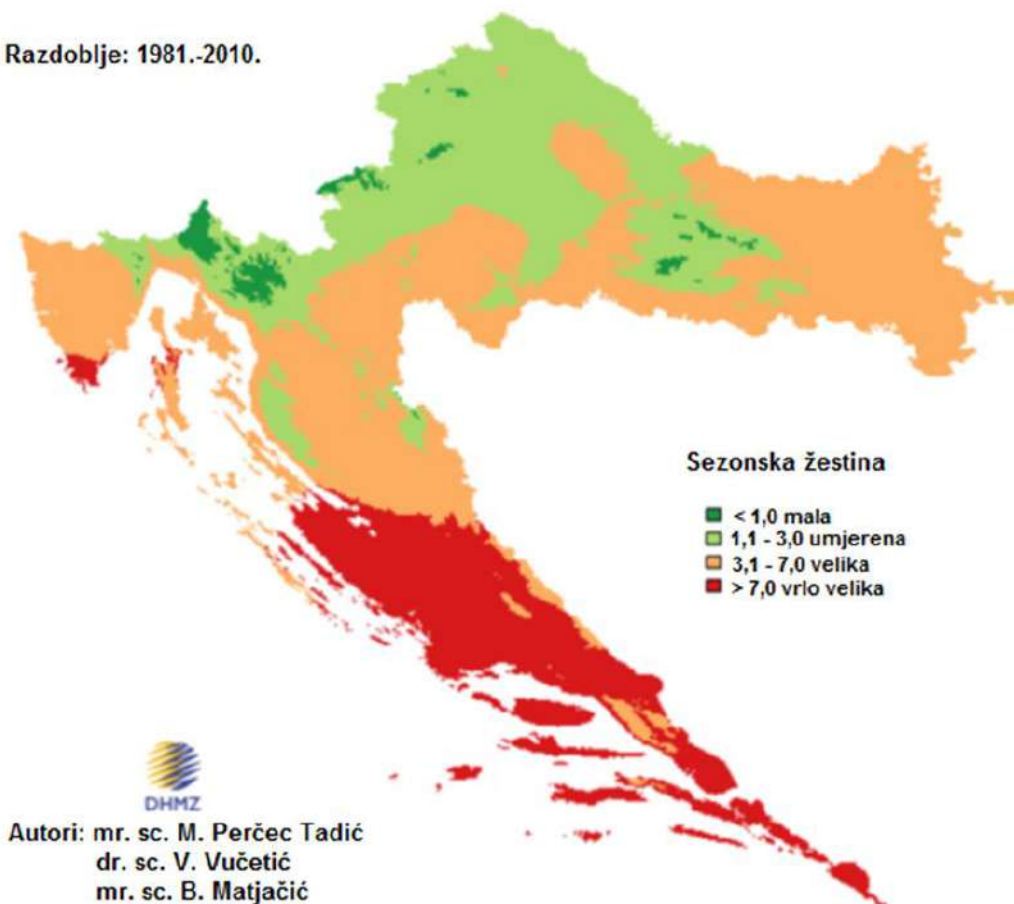 Razdoblje: 1981.-2010.
Sezonska žestina
< 1,0 mala
1,1 - 3,0 umjerena
3,1 - 7,0 velika
> 7,0 vrlo velika
DHMZ
Autori: mr. sc. M. Perčec Tadić
dr. sc. V. Vučetić
mr. sc. B. Matjačić